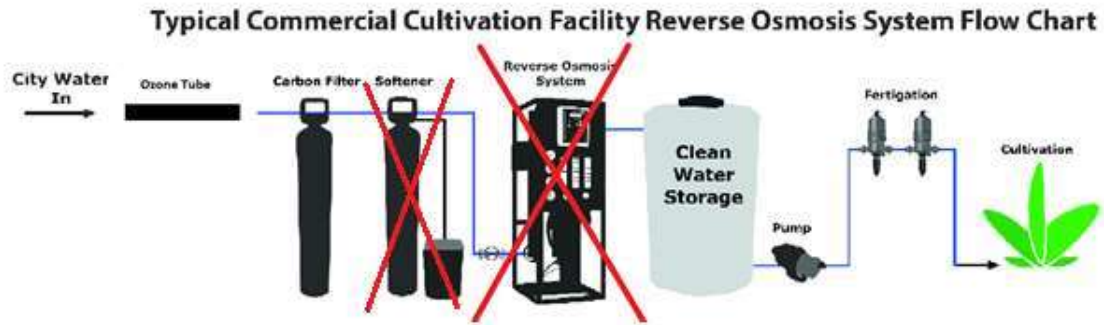 Typical Commercial Cultivation Facility Reverse Osmosis System Flow Chart
City Water
In
Ozone Tube
Carbon Filter
Softener
Reverse Osmosis
System
Clean
Water
Storage
Pump
Fertigation
Cultivation